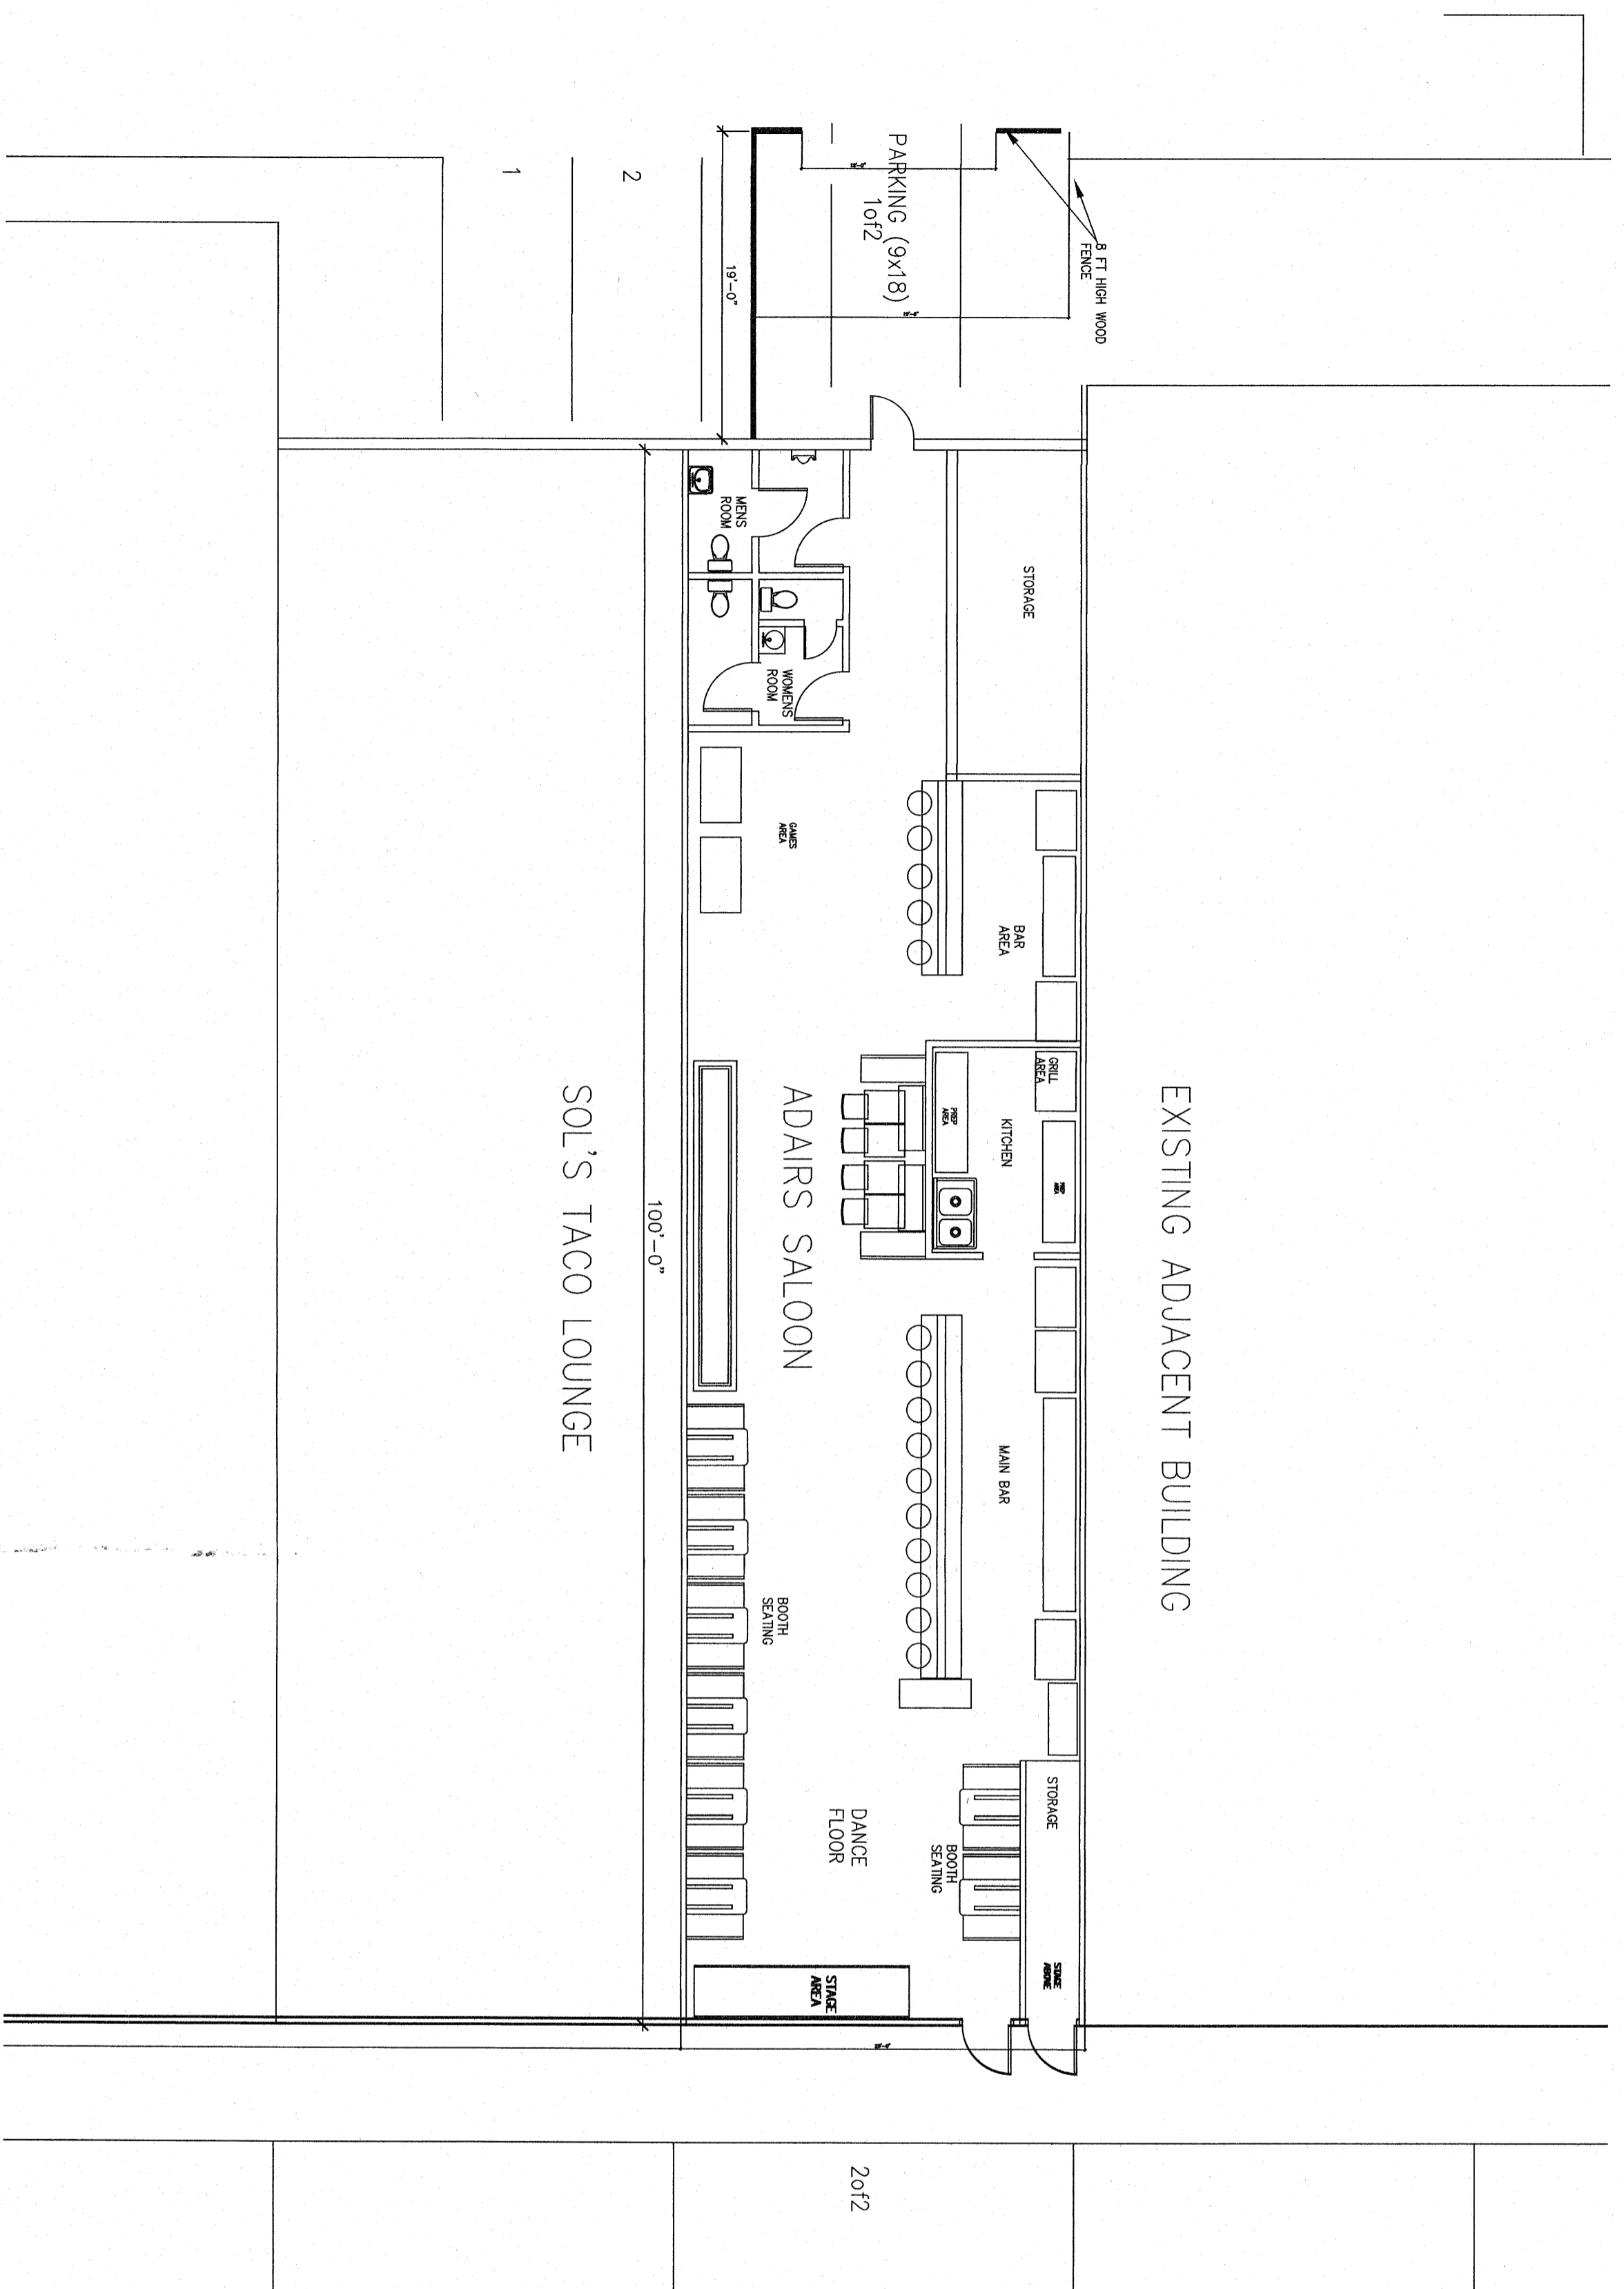 EXISTING ADJACENT BUILDING
8 FT HIGH WOOD
FENCE
PARKING (9x18)
1of2
19'-0"
2
1
STORAGE
MENS
ROOM
WOMENS
ROOM
GAMES
AREA
BAR
AREA
GRILL
AREA
KITCHEN
PREP
AREA
PREP
AREA
MAIN BAR
ADAIRS SALOON
BOOTH
SEATING
STORAGE
BOOTH
SEATING
DANCE
FLOOR
STAGE
ABOVE
STAGE
AREA
100'-0"
SOL'S TACO LOUNGE
2of2